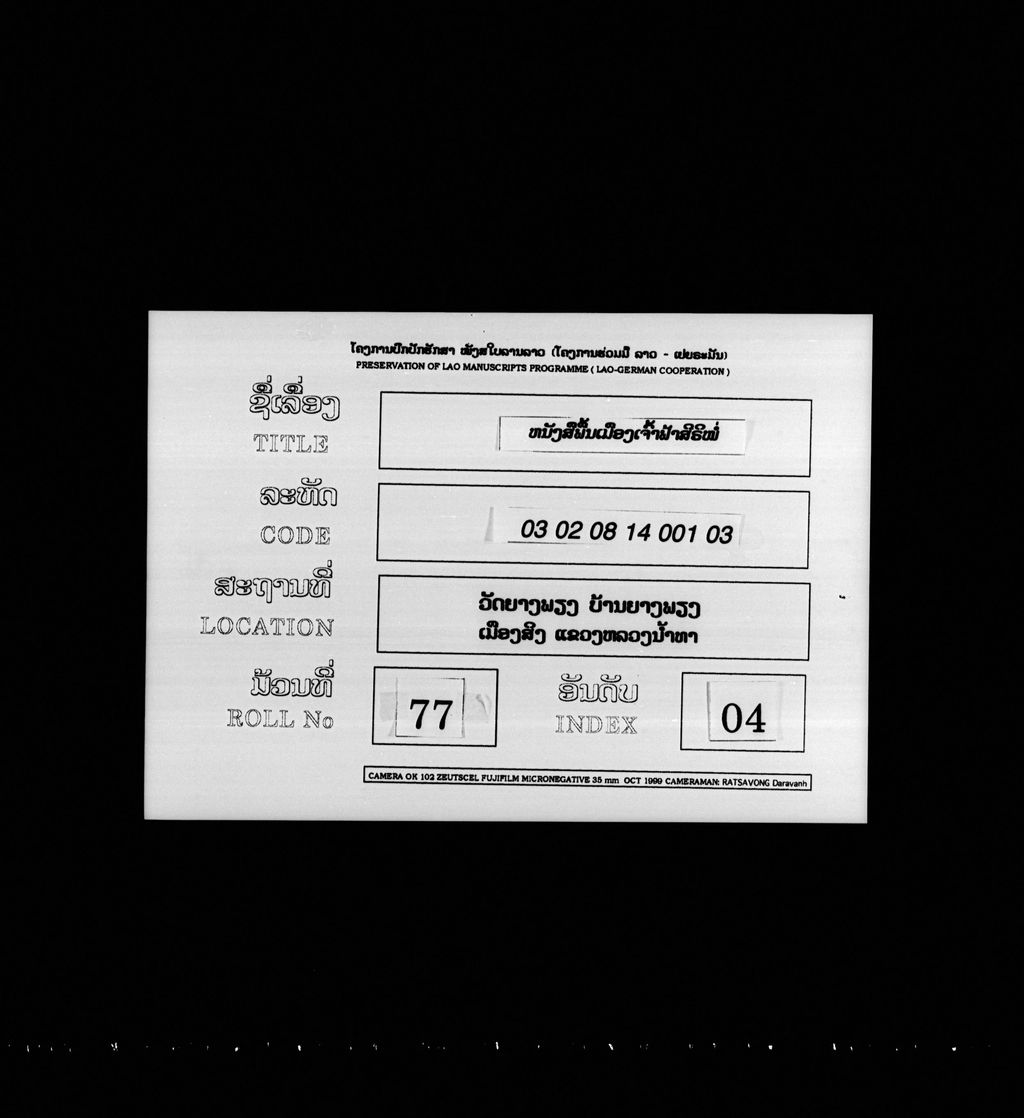 ໂຄງການປົກປັກຮັກສາ ໜັງສືໃບລານລາວ (ໂຄງການຮ່ວມມື ລາວ - ເຢຍຣະມັນ)
PRESERVATION OF LAO MANUSCRIPTS PROGRAMME ( LAO-GERMAN COOPERATION )
ຊື່ເລື່ອງ
TITLE
ຫນັງສືພື້ນເມືອງເຈົ້າຟ້າສິຣິໜໍ່
ລະຫັດ
CODE
03 02 08 14 001 03
ສະຖານທີ່
LOCATION
ວັດຍາງພຽງ ບ້ານຍາງພຽງ
ເມືອງສິງ ແຂວງຫລວງນ້ຳທາ
ມ້ວນທີ່
ROLL No
77
ອັນດັບ
INDEX
04
CAMERA OK 102 ZEUTSCEL FUJIFILM MICRONEGATIVE 35 mm OCT 1999 CAMERAMAN: RATSAVONG Daravanh